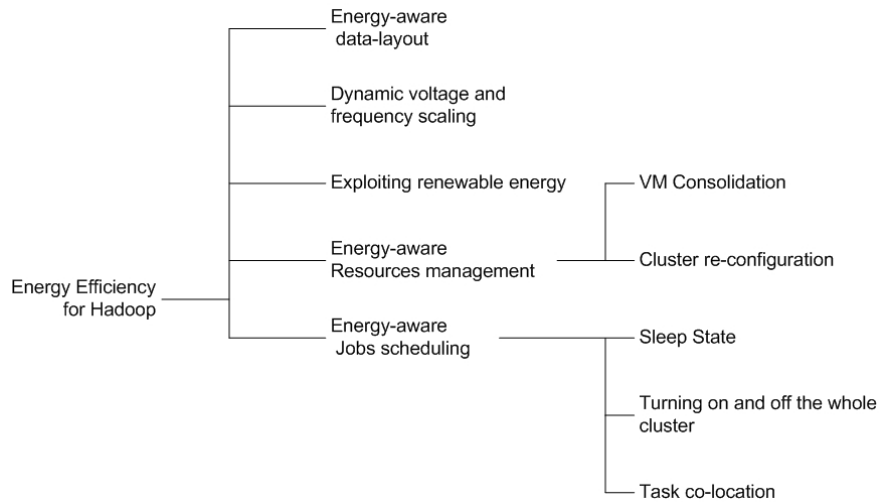 Energy-aware
data-layout
Dynamic voltage and
frequency scaling
Exploiting renewable energy
VM Consolidation
Energy-aware
Resources management
Cluster re-configuration
Energy Efficiency
for Hadoop
Energy-aware
Jobs scheduling
Sleep State
Turning on and off the whole
cluster
Task co-location